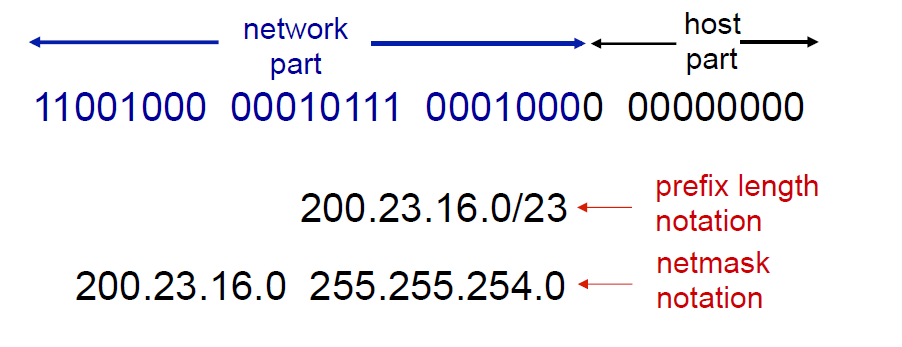 network part
host part
11001000 00010111 00010000 00000000
200.23.16.0/23
prefix length notation
200.23.16.0 255.255.254.0
netmask notation